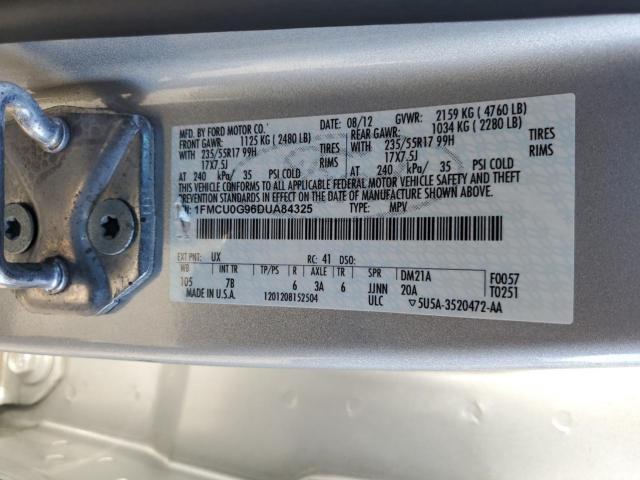 MFD. BY FORD MOTOR CO. 08/12 GVWR: 2159 KG ( 4760 LB)
FRONT GAWR: 1125 KG ( 2480 LB) REAR GAWR: 1034 KG ( 2280 LB)
WITH 235/55R17 99H TIRES WITH 235/55R17 99H TIRES
17X7.5J RIMS 17X7.5J RIMS
AT 240 kPa/ 35 PSI COLD AT 240 kPa/ 35 PSI COLD
THIS VEHICLE CONFORMS TO ALL APPLICABLE FEDERAL MOTOR VEHICLE SAFETY AND
THEFT PREVENTION STANDARDS IN EFFECT ON THE DATE OF MANUFACTURE SHOWN ABOVE.
1FMCU0G96DUA84325 TYPE: MPV
EXT PNT: UX RC: 41 DSO:
WB INT TR TP/PS R AXLE TR SPR DM21A F0057
105 7B 6 3A 6 JJNN 20A T0251
MADE IN U.S.A. 1201208152504 ULC 5U5A-3520472-AA